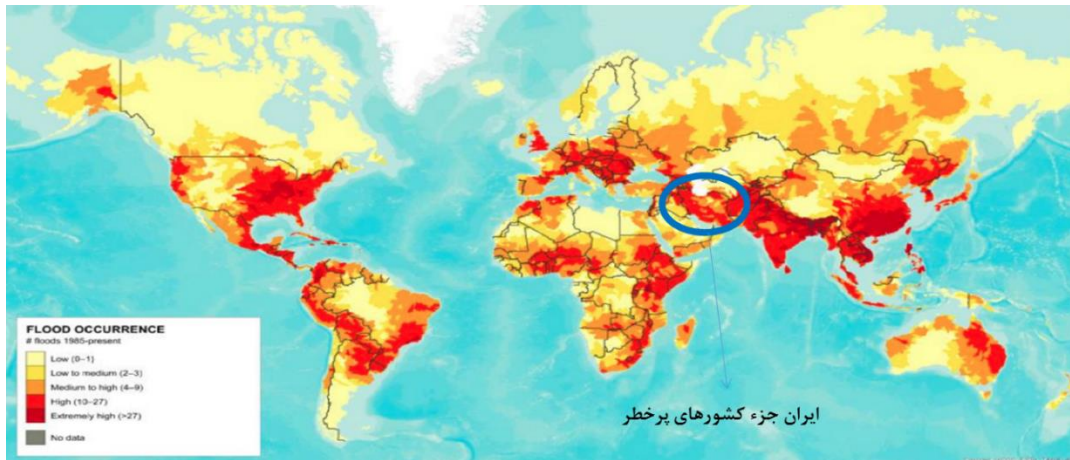 FLOOD OCCURRENCE
# floods 1985-present
Low (0–1)
Low to medium (2–3)
Medium to high (4–9)
High (10–27)
Extremely high (>27)
No data
ایران جزء کشورهای پرخطر